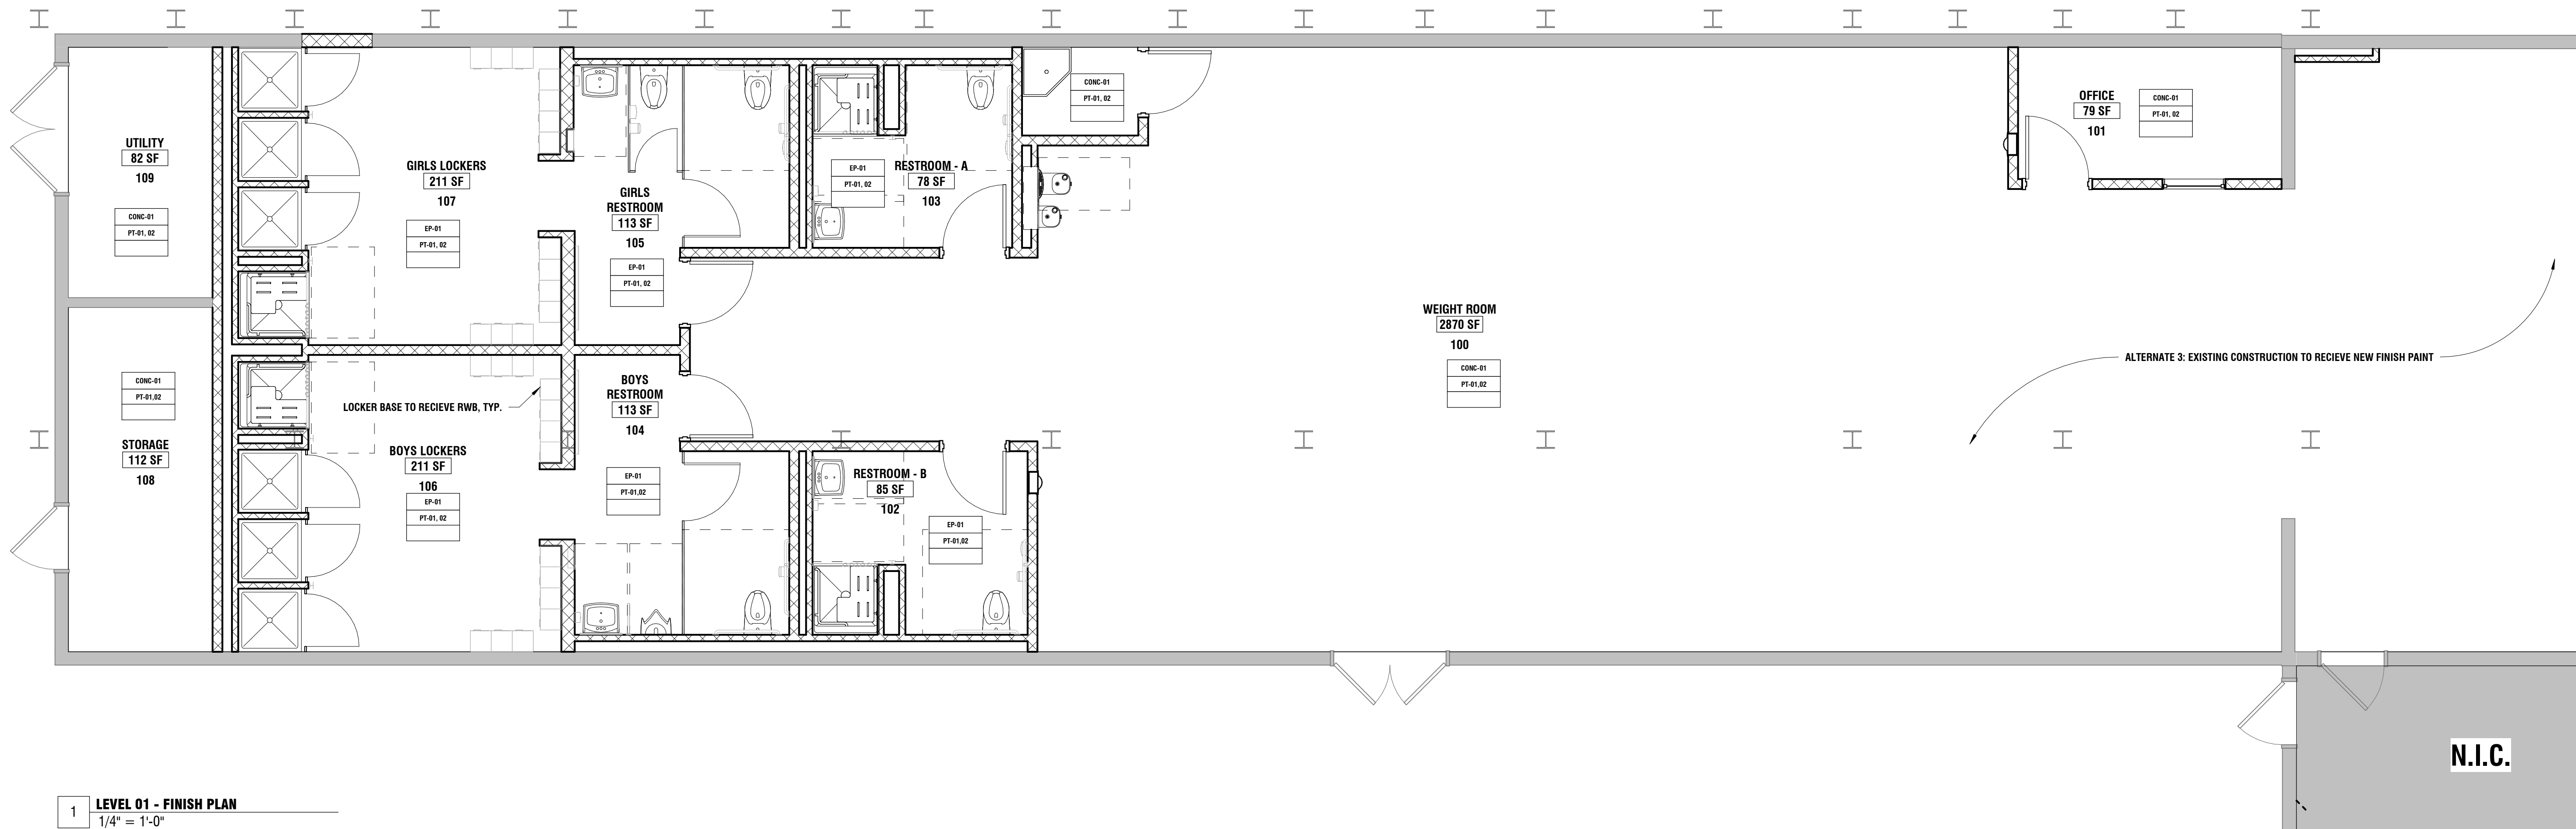 UTILITY
82 SF
109
CONC-01
PT-01, 02
CONC-01
PT-01,02
STORAGE
112 SF
108
GIRLS LOCKERS
211 SF
107
EP-01
PT-01, 02
LOCKER BASE TO RECIEVE RWB, TYP.
BOYS LOCKERS
211 SF
106
EP-01
PT-01, 02
GIRLS
RESTROOM
113 SF
105
EP-01
PT-01, 02
BOYS
RESTROOM
113 SF
104
EP-01
PT-01,02
EP-01
PT-01, 02
RESTROOM - A
78 SF
103
RESTROOM - B
85 SF
102
EP-01
PT-01,02
CONC-01
PT-01, 02
WEIGHT ROOM
2870 SF
100
CONC-01
PT-01,02
OFFICE
79 SF
101
CONC-01
PT-01, 02
ALTERNATE 3: EXISTING CONSTRUCTION TO RECIEVE NEW FINISH PAINT
N.I.C.
1
LEVEL 01 - FINISH PLAN
1/4" = 1'-0"